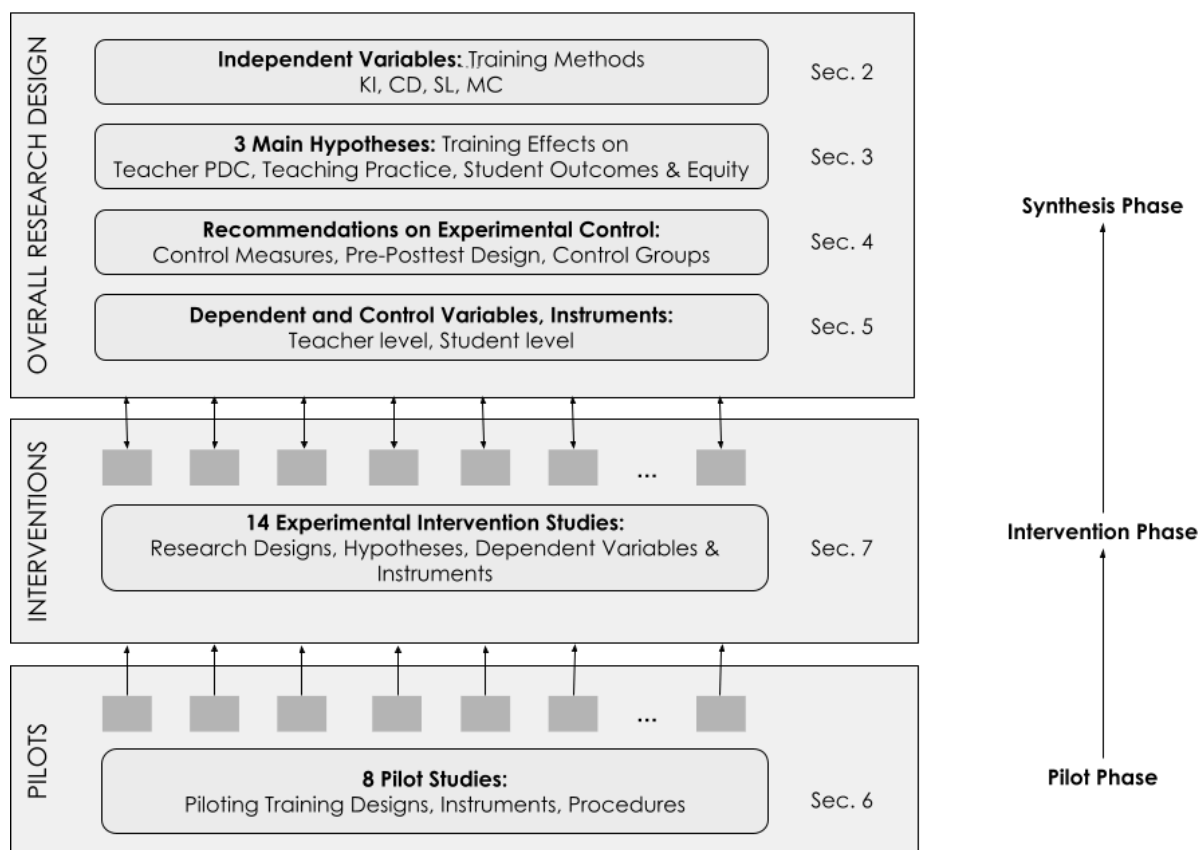 OVERALL RESEARCH DESIGN
Independent Variables: Training Methods
KI, CD, SL, MC
Sec. 2
3 Main Hypotheses: Training Effects on
Teacher PDC, Teaching Practice, Student Outcomes & Equity
Sec. 3
Recommendations on Experimental Control:
Control Measures, Pre-Posttest Design, Control Groups
Sec. 4
Dependent and Control Variables, Instruments:
Teacher level, Student level
Sec. 5
INTERVENTIONS
...
14 Experimental Intervention Studies:
Research Designs, Hypotheses, Dependent Variables &
Instruments
Sec. 7
PILOTS
...
8 Pilot Studies:
Piloting Training Designs, Instruments, Procedures
Sec. 6
Synthesis Phase
Intervention Phase
Pilot Phase